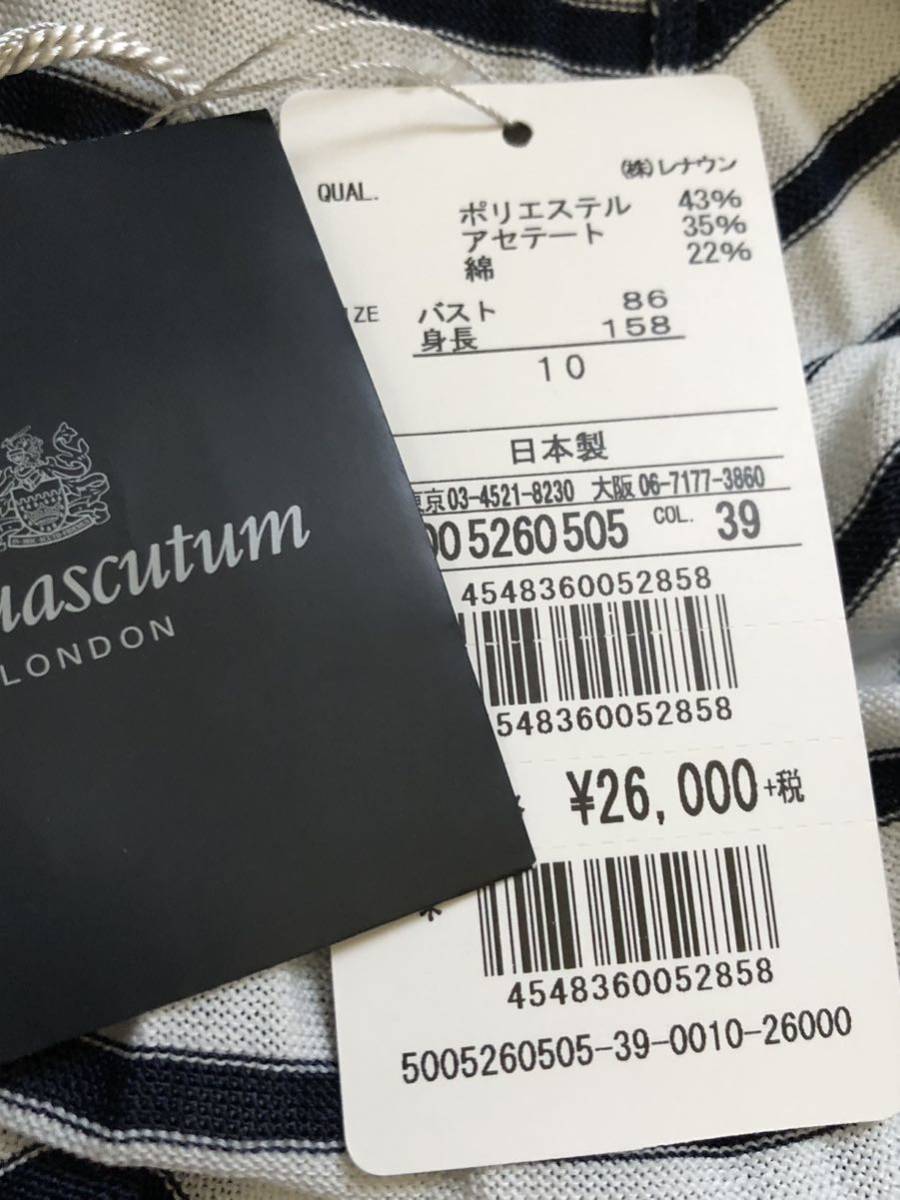 ㈱レナウン
QUAL.
ポリエステル 43%
アセテート 35%
綿 22%
IZE
バスト 86
身長 158
10
日本製
東京03-4521-8230 大阪06-7177-3860
005260505 COL. 39
4548360052858
548360052858
* ¥26,000+税
*
4548360052858
5005260505-39-0010-26000
uascutum
LONDON